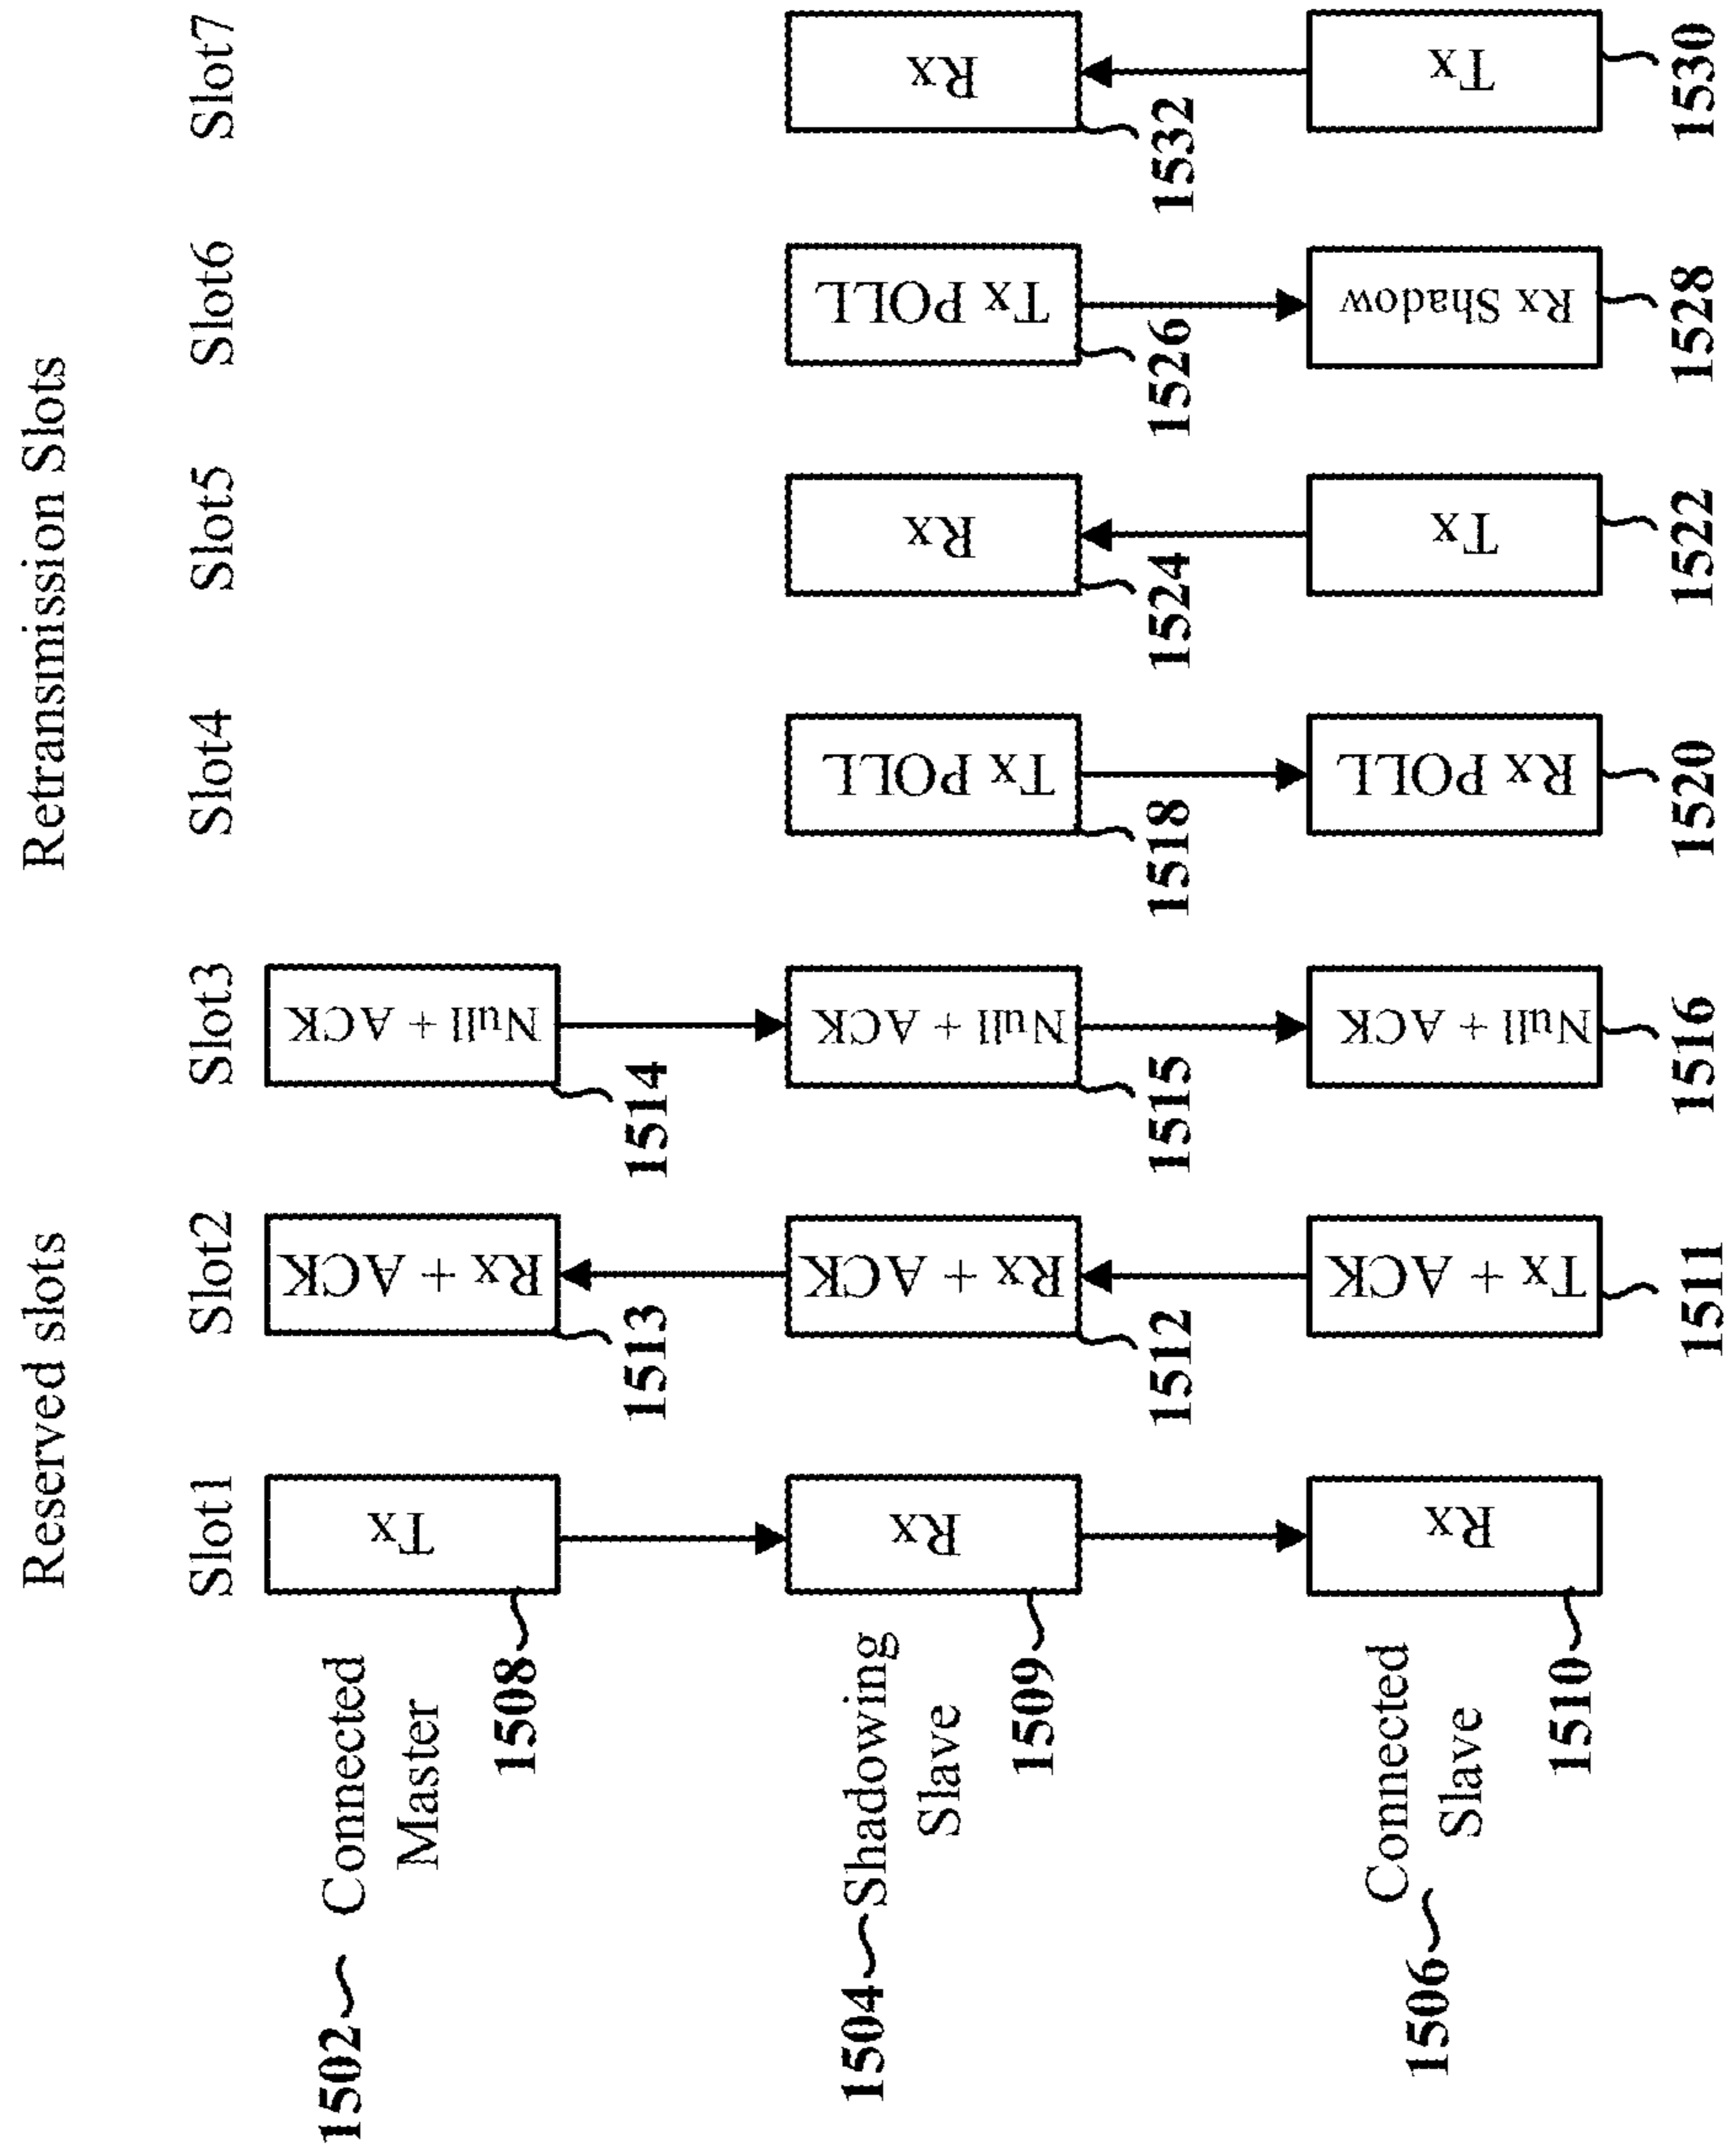 Reserved slots
Retransmission Slots
Slot1
Slot2
Slot3
Slot4
Slot5
Slot6
Slot7
1502
Connected
Master
Tx
1508
Rx + ACK
1513
Null + ACK
1514
1504
Shadowing
Slave
Rx
1509
Rx + ACK
1512
Null + ACK
1515
Tx POLL
1518
Rx
1524
Tx POLL
1526
Rx
1532
1506
Connected
Slave
Rx
1510
Tx + ACK
1511
Null + ACK
1516
Rx POLL
1520
Tx
1522
Rx Shadow
1528
Tx
1530